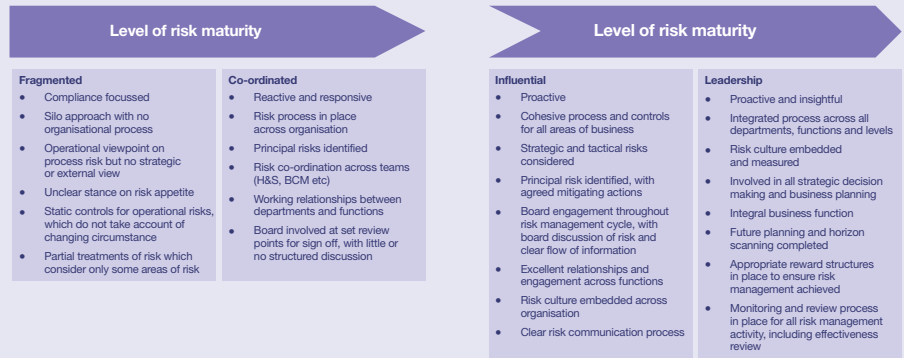 Level of risk maturity
Fragmented
● Compliance focussed
● Silo approach with no
organisational process
● Operational viewpoint on
process risk but no strategic
or external view
● Unclear stance on risk appetite
● Static controls for operational risks,
which do not take account of
changing circumstance
● Partial treatments of risk which
consider only some areas of risk
Co-ordinated
● Reactive and responsive
● Risk process in place
across organisation
● Principal risks identified
● Risk co-ordination across teams
(H&S, BCM etc)
● Working relationships between
departments and functions
● Board involved at set review
points for sign off, with little or
no structured discussion
Level of risk maturity
Influential
● Proactive
● Cohesive process and controls
for all areas of business
● Strategic and tactical risks
considered
● Principal risk identified, with
agreed mitigating actions
● Board engagement throughout
risk management cycle, with
board discussion of risk and
clear flow of information
● Excellent relationships and
engagement across functions
● Risk culture embedded across
organisation
● Clear risk communication process
Leadership
● Proactive and insightful
● Integrated process across all
departments, functions and levels
● Risk culture embedded
and measured
● Involved in all strategic decision
making and business planning
● Integral business function
● Future planning and horizon
scanning completed
● Appropriate reward structures
in place to ensure risk
management achieved
● Monitoring and review process
in place for all risk management
activity, including effectiveness
review